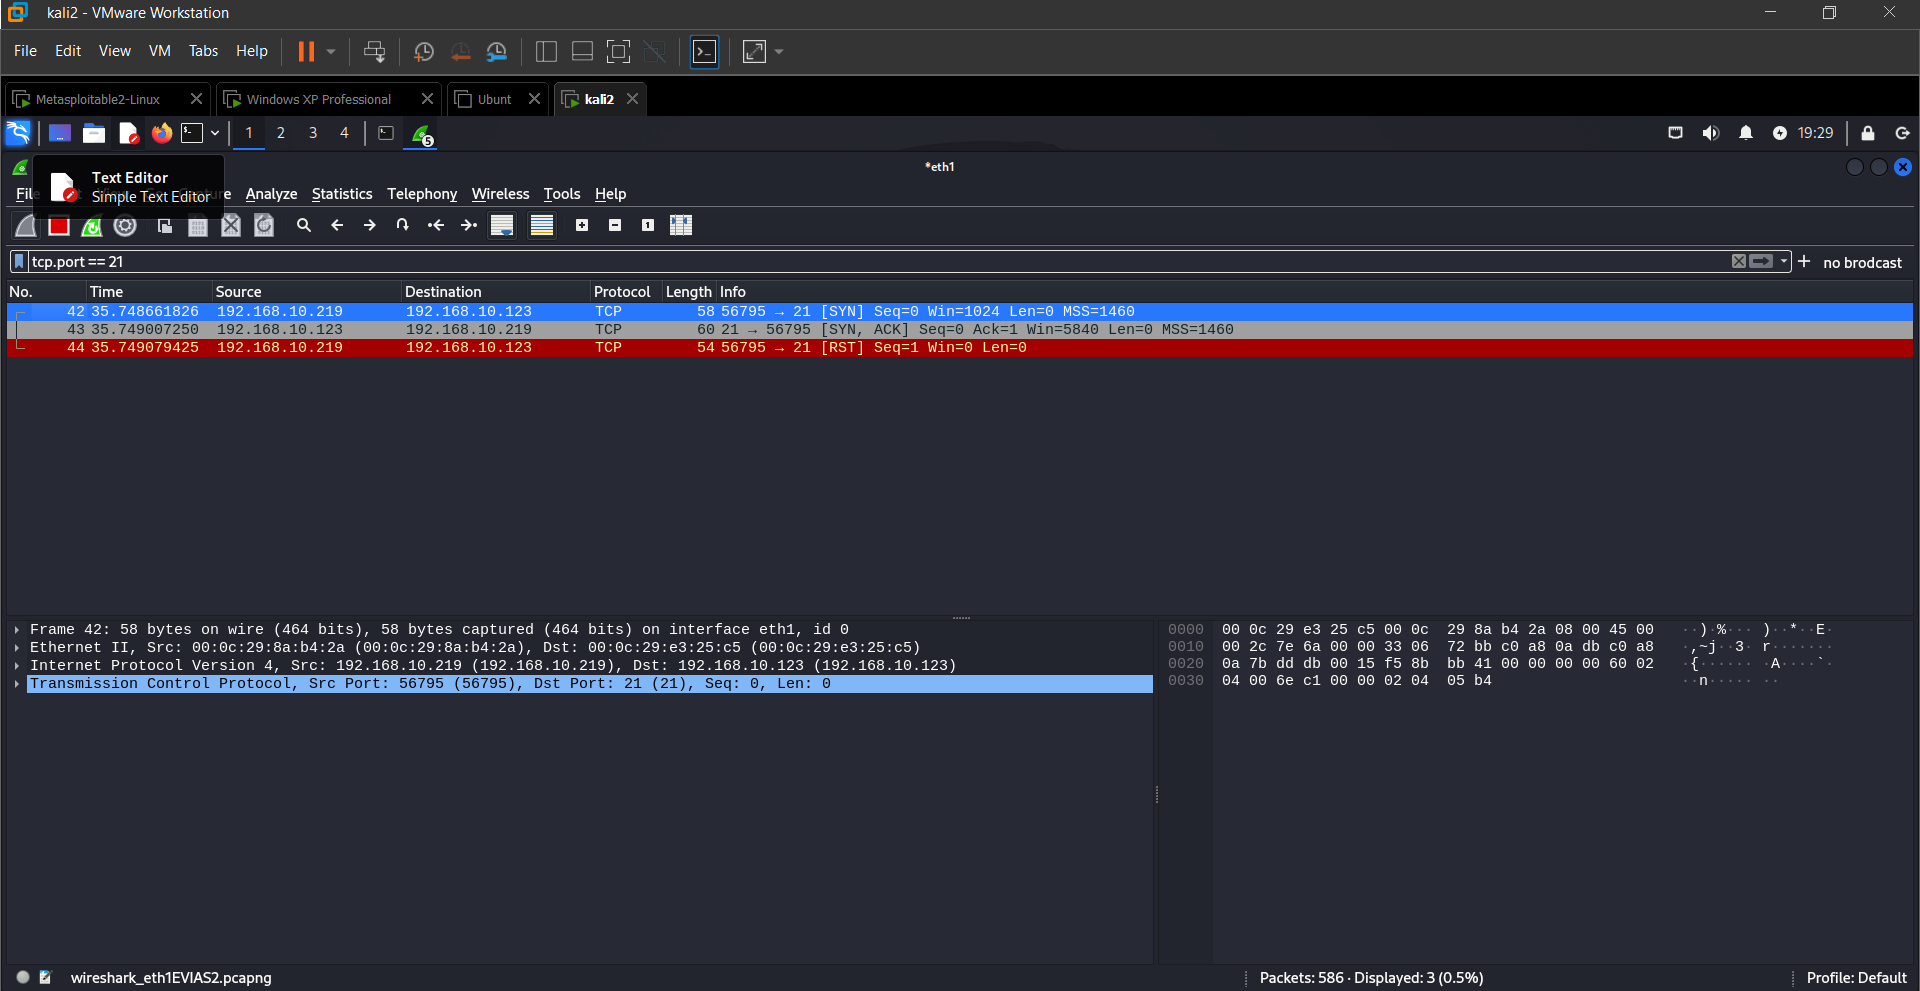 kali2 - VMware Workstation
File Edit View VM Tabs Help
Metasploitable2-Linux Windows XP Professional Ubunt kali2
1 2 3 4 5 19:29
*eth1
Text Editor
Simple Text Editor
File Analyze Statistics Telephony Wireless Tools Help
tcp.port == 21 no brodcast
No. Time Source Destination Protocol Length Info
42 35.748661826 192.168.10.219 192.168.10.123 TCP 58 56795 → 21 [SYN] Seq=0 Win=1024 Len=0 MSS=1460
43 35.749007250 192.168.10.123 192.168.10.219 TCP 60 21 → 56795 [SYN, ACK] Seq=0 Ack=1 Win=5840 Len=0 MSS=1460
44 35.749079425 192.168.10.219 192.168.10.123 TCP 54 56795 → 21 [RST] Seq=1 Win=0 Len=0
Frame 42: 58 bytes on wire (464 bits), 58 bytes captured (464 bits) on interface eth1, id 0
Ethernet II, Src: 00:0c:29:8a:b4:2a (00:0c:29:8a:b4:2a), Dst: 00:0c:29:e3:25:c5 (00:0c:29:e3:25:c5)
Internet Protocol Version 4, Src: 192.168.10.219 (192.168.10.219), Dst: 192.168.10.123 (192.168.10.123)
Transmission Control Protocol, Src Port: 56795 (56795), Dst Port: 21 (21), Seq: 0, Len: 0
0000 00 0c 29 e3 25 c5 00 0c 29 8a b4 2a 08 00 45 00 ··)·%··· )··*··E·
0010 00 2c 7e 6a 00 00 33 06 72 bb c0 a8 0a db c0 a8 ·,~j··3· r·······
0020 0a 7b dd db 00 15 f5 8b bb 41 00 00 00 00 60 02 ·{······ ·A····`·
0030 04 00 6e c1 00 00 02 04 05 b4 ··n····· ··
wireshark_eth1EVIAS2.pcapng Packets: 586 · Displayed: 3 (0.5%) Profile: Default